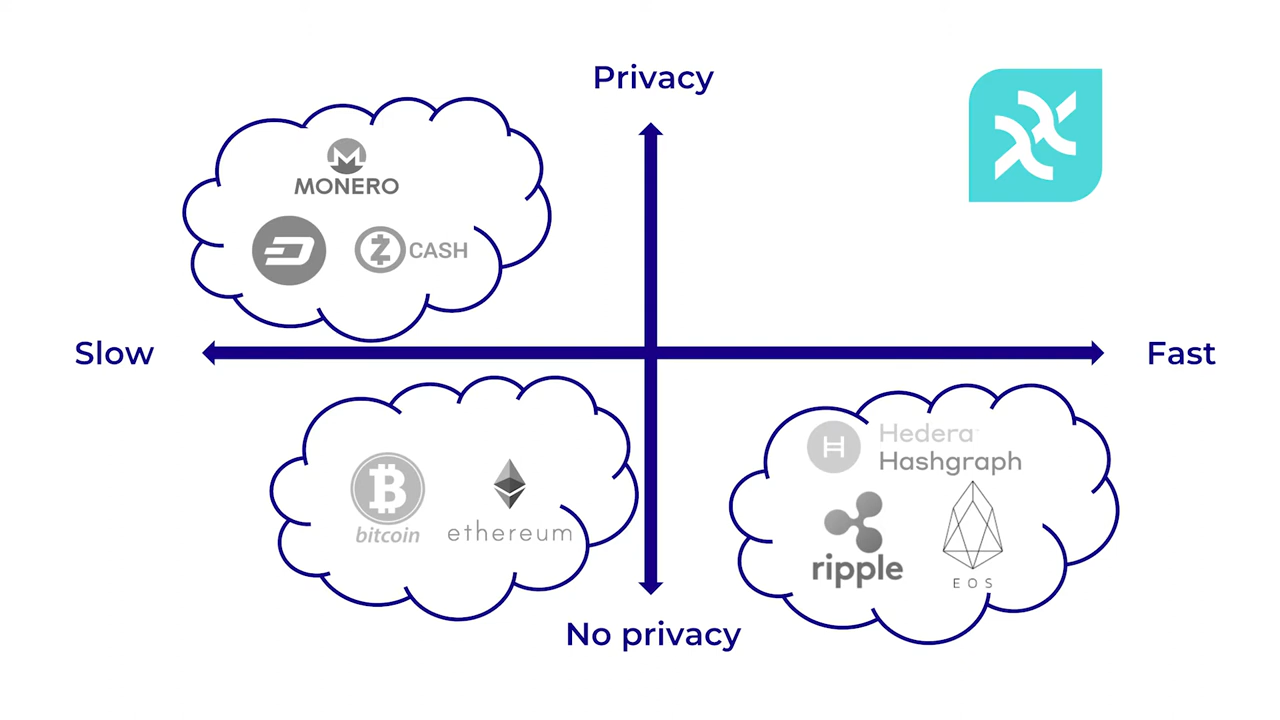 Privacy
MONERO
CASH
Slow
Fast
Hedera
Hashgraph
bitcoin
ethereum
ripple
EOS
No privacy